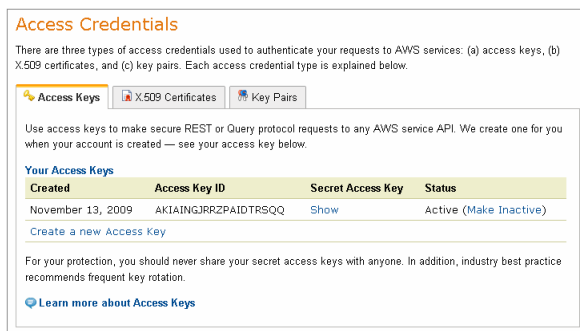 Access Credentials
There are three types of access credentials used to authenticate your requests to AWS services: (a) access keys, (b)
X.509 certificates, and (c) key pairs. Each access credential type is explained below.
Access Keys X.509 Certificates Key Pairs
Use access keys to make secure REST or Query protocol requests to any AWS service API. We create one for you
when your account is created — see your access key below.
Your Access Keys
Created Access Key ID Secret Access Key Status
November 13, 2009 AKIAINGJRRZPAIDTRSQQ Show Active (Make Inactive)
Create a new Access Key
For your protection, you should never share your secret access keys with anyone. In addition, industry best practice
recommends frequent key rotation.
Learn more about Access Keys